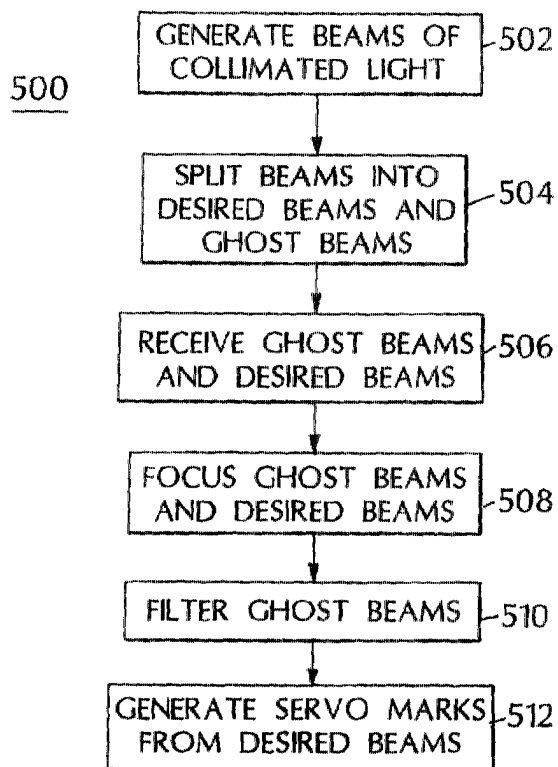 500
GENERATE BEAMS OF
COLLIMATED LIGHT
502
SPLIT BEAMS INTO
DESIRED BEAMS AND
GHOST BEAMS
504
RECEIVE GHOST BEAMS
AND DESIRED BEAMS
506
FOCUS GHOST BEAMS
AND DESIRED BEAMS
508
FILTER GHOST BEAMS
510
GENERATE SERVO MARKS
FROM DESIRED BEAMS
512